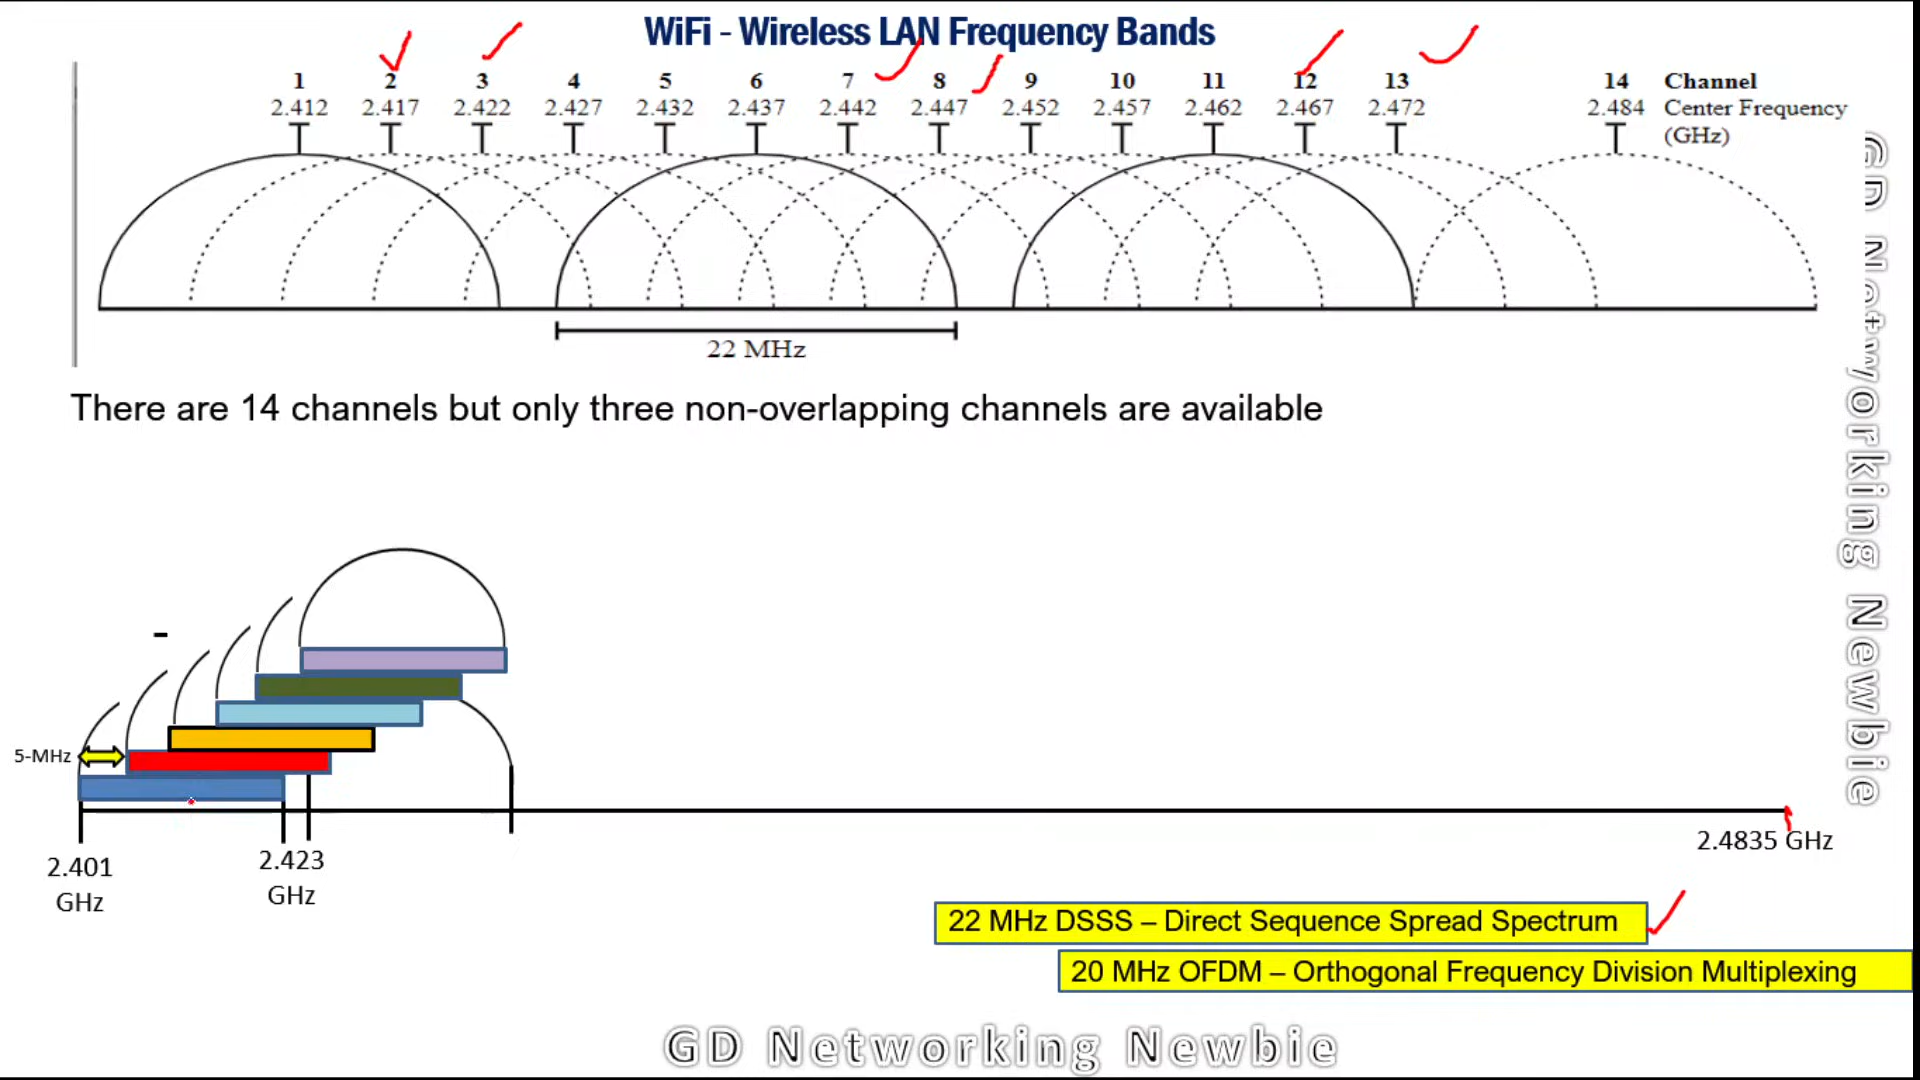 WiFi - Wireless LAN Frequency Bands
1 2 3 4 5 6 7 8 9 10 11 12 13 14 Channel
2.412 2.417 2.422 2.427 2.432 2.437 2.442 2.447 2.452 2.457 2.462 2.467 2.472 2.484 Center Frequency
(GHz)
22 MHz
There are 14 channels but only three non-overlapping channels are available
-
5-MHz
2.401
GHz
2.423
GHz
2.4835 GHz
22 MHz DSSS – Direct Sequence Spread Spectrum
20 MHz OFDM – Orthogonal Frequency Division Multiplexing
GD Networking Newbie
GD Networking Newbie